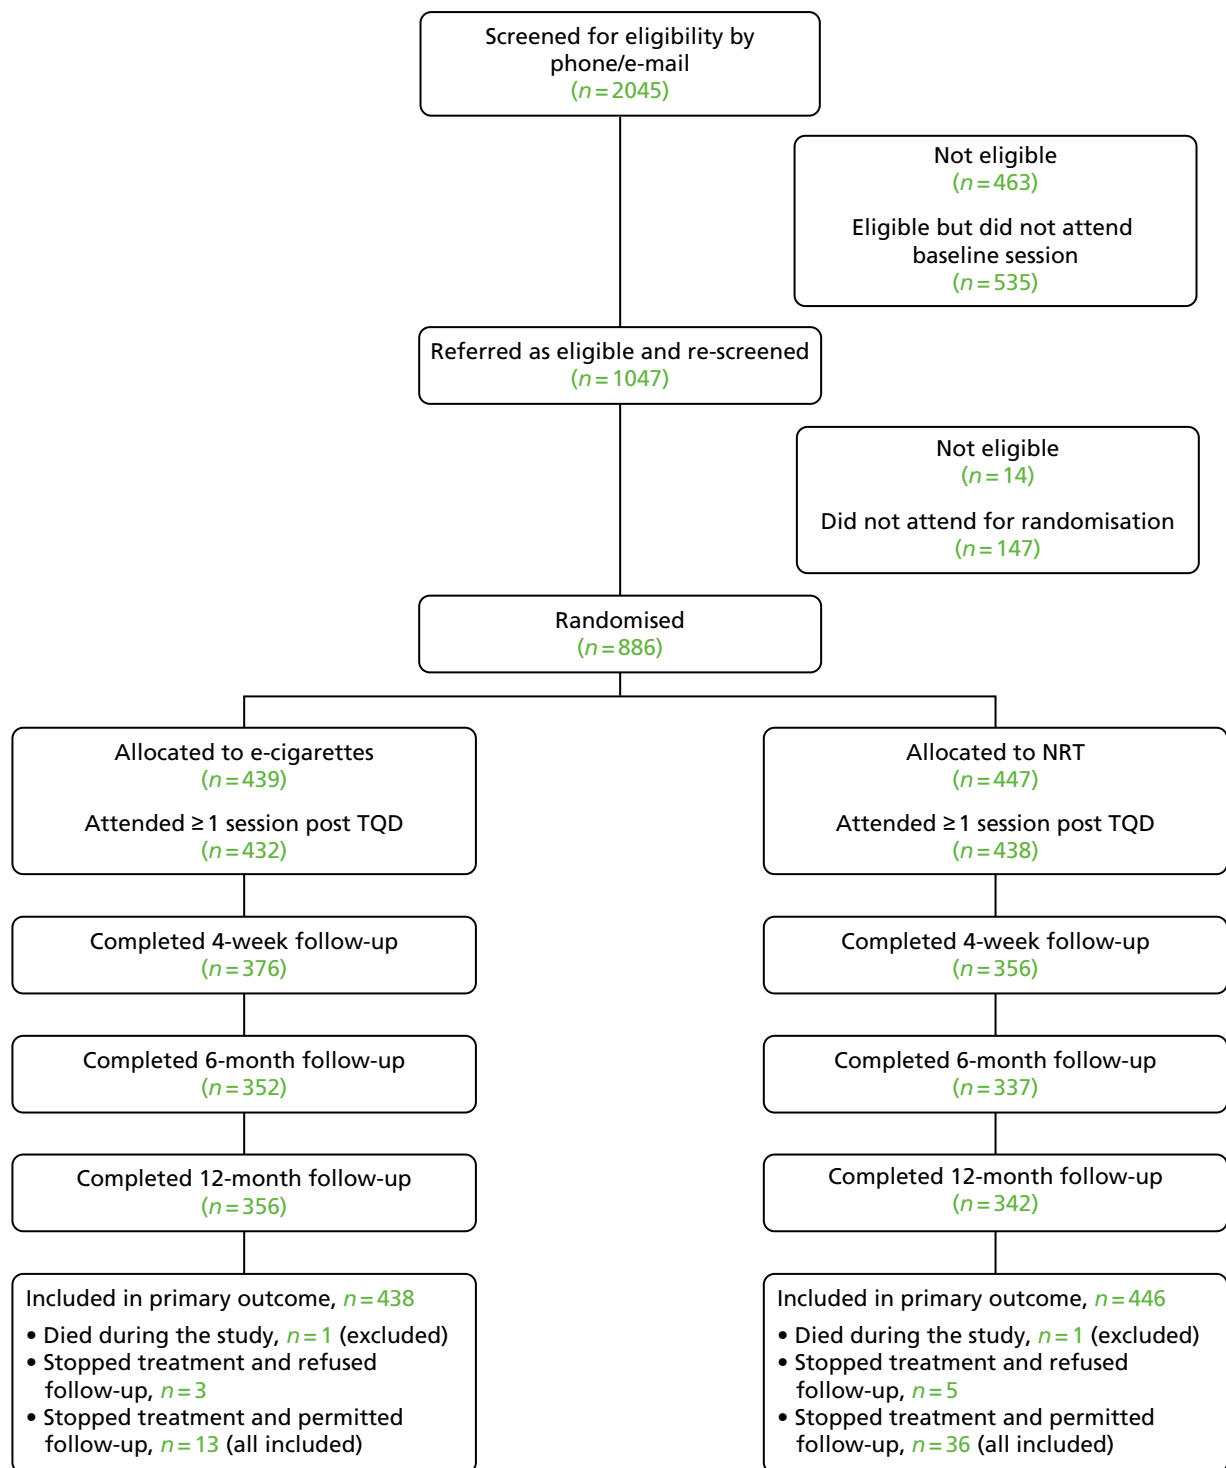 Screened for eligibility by
phone/e-mail
(n=2045)
Not eligible
(n=463)
Eligible but did not attend
baseline session
(n=535)
Referred as eligible and re-screened
(n=1047)
Not eligible
(n=14)
Did not attend for randomisation
(n=147)
Randomised
(n=886)
Allocated to e-cigarettes
(n=439)
Attended ≥1 session post TQD
(n=432)
Completed 4-week follow-up
(n=376)
Completed 6-month follow-up
(n=352)
Completed 12-month follow-up
(n=356)
Included in primary outcome, n=438
• Died during the study, n=1 (excluded)
• Stopped treatment and refused
follow-up, n=3
• Stopped treatment and permitted
follow-up, n=13 (all included)
Allocated to NRT
(n=447)
Attended ≥1 session post TQD
(n=438)
Completed 4-week follow-up
(n=356)
Completed 6-month follow-up
(n=337)
Completed 12-month follow-up
(n=342)
Included in primary outcome, n=446
• Died during the study, n=1 (excluded)
• Stopped treatment and refused
follow-up, n=5
• Stopped treatment and permitted
follow-up, n=36 (all included)